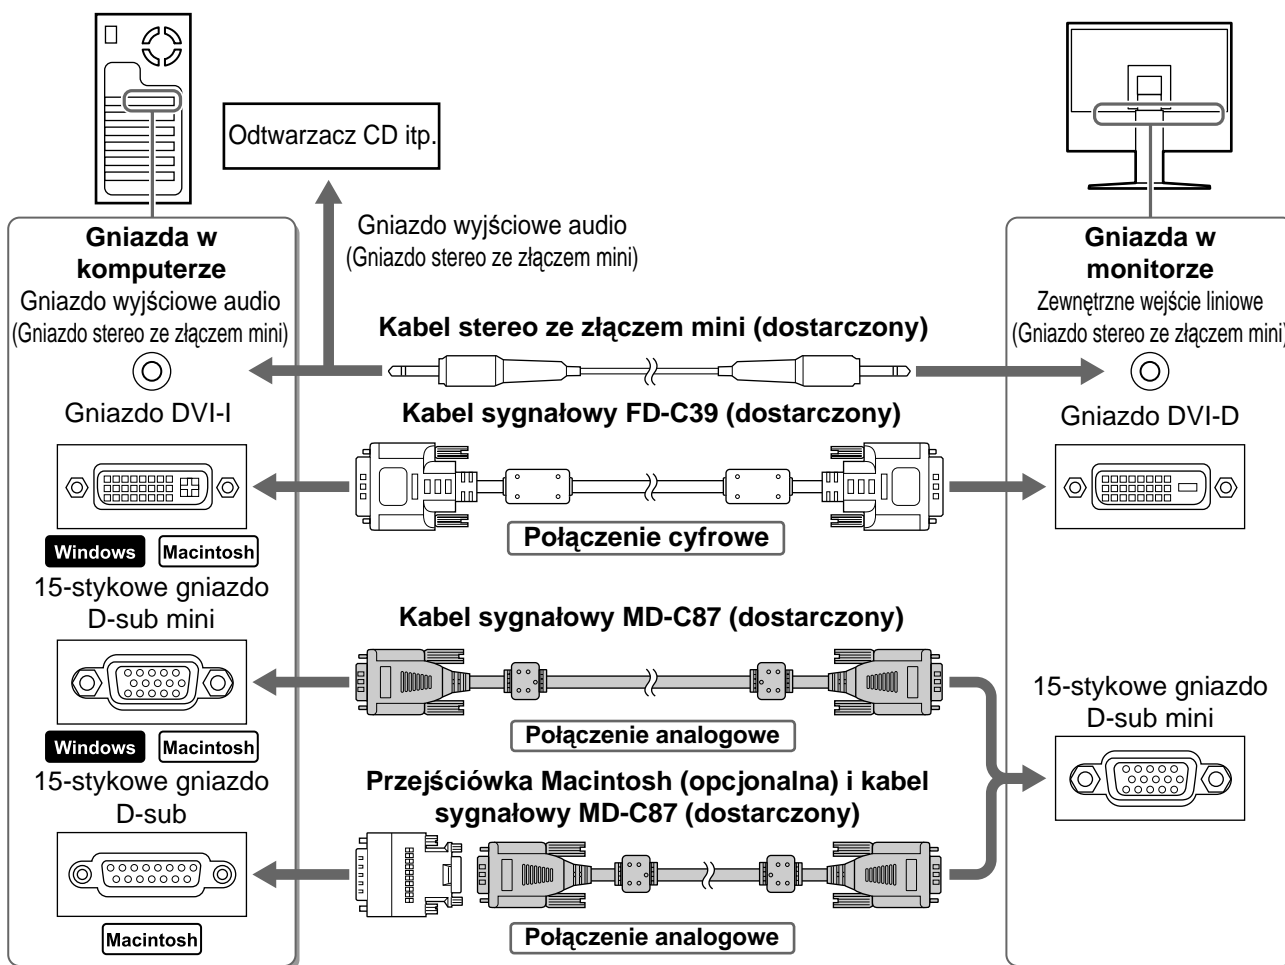 Odtwarzacz CD itp.
Gniazdo wyjściowe audio
(Gniazdo stereo ze złączem mini)
Gniazda w
komputerze
Gniazdo wyjściowe audio
(Gniazdo stereo ze złączem mini)
Gniazda w
monitorze
Zewnętrzne wejście liniowe
(Gniazdo stereo ze złączem mini)
Kabel stereo ze złączem mini (dostarczony)
Gniazdo DVI-I
Kabel sygnałowy FD-C39 (dostarczony)
Gniazdo DVI-D
Połączenie cyfrowe
Windows Macintosh
15-stykowe gniazdo
D-sub mini
Kabel sygnałowy MD-C87 (dostarczony)
Połączenie analogowe
15-stykowe gniazdo
D-sub mini
Windows Macintosh
15-stykowe gniazdo
D-sub
Przejściówka Macintosh (opcjonalna) i kabel
sygnałowy MD-C87 (dostarczony)
Macintosh
Połączenie analogowe